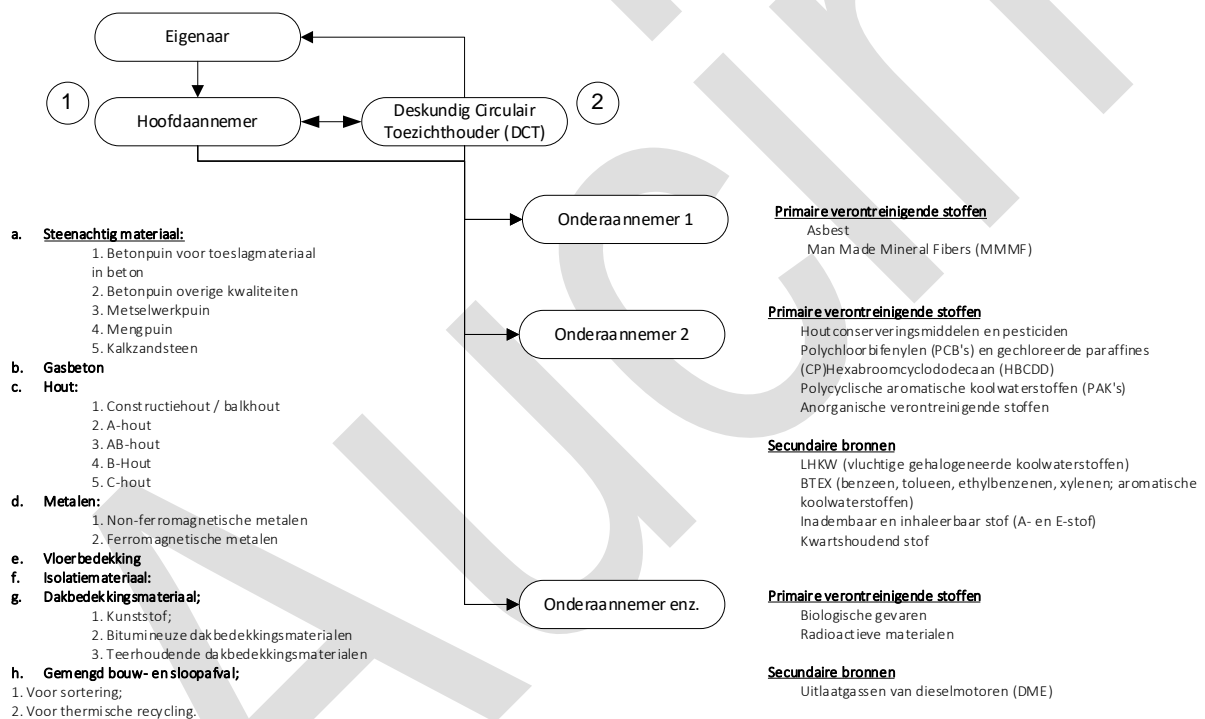 Eigenaar
1
Hoofdaannemer
Deskundig Circulair
Toezichthouder (DCT)
2
Onderaannemer 1
Primaire verontreinigende stoffen
Asbest
Man Made Mineral Fibers (MMMF)
a. Steenachtig materiaal:
1. Betonpuin voor toeslagmateriaal
in beton
2. Betonpuin overige kwaliteiten
3. Metselwerkpuin
4. Mengpuin
5. Kalkzandsteen
b. Gasbeton
c. Hout:
1. Constructiehout / balkhout
2. A-hout
3. AB-hout
4. B-Hout
5. C-hout
d. Metalen:
1. Non-ferromagnetische metalen
2. Ferromagnetische metalen
e. Vloerbedekking
f. Isolatiemateriaal:
g. Dakbedekkingsmateriaal;
1. Kunststof;
2. Bitumineuze dakbedekkingsmaterialen
3. Teerhoudende dakbedekkingsmaterialen
h. Gemengd bouw- en sloopafval;
1. Voor sortering;
2. Voor thermische recycling.
Onderaannemer 2
Primaire verontreinigende stoffen
Houtconserveringsmiddelen en pesticiden
Polychloorbifenylen (PCB's) en gechloreerde paraffines
(CP)Hexabroomcyclododecaan (HBCDD)
Polycyclische aromatische koolwaterstoffen (PAK's)
Anorganische verontreinigende stoffen
Secundaire bronnen
LHKW (vluchtige gehalogeneerde koolwaterstoffen)
BTEX (benzeen, tolueen, ethylbenzenen, xylenen; aromatische
koolwaterstoffen)
Inadembaar en inhaleerbaar stof (A- en E-stof)
Kwartshoudend stof
Onderaannemer enz.
Primaire verontreinigende stoffen
Biologische gevaren
Radioactieve materialen
Secundaire bronnen
Uitlaatgassen van dieselmotoren (DME)